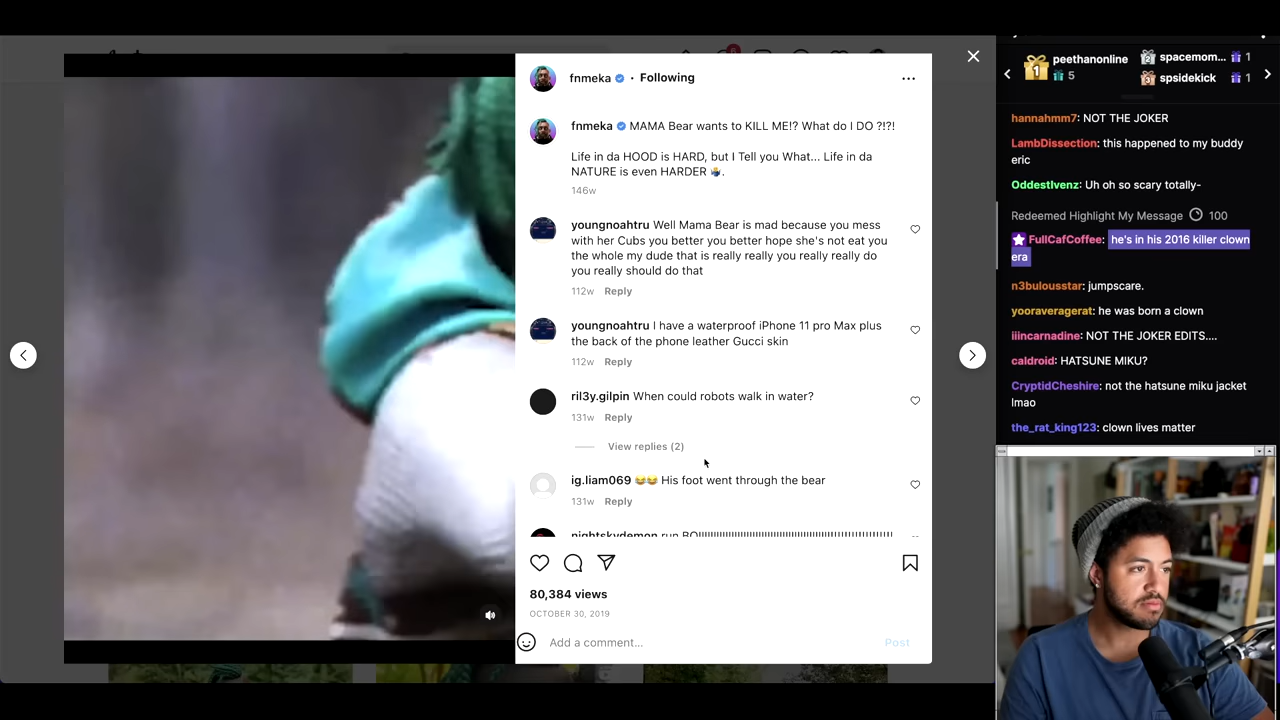 fnmeka • Following
fnmeka MAMA Bear wants to KILL ME!? What do I DO ?!?!
Life in da HOOD is HARD, but I Tell you What... Life in da
NATURE is even HARDER 🤷🏿‍♂️.
146w
youngnoahtru Well Mama Bear is mad because you mess
with her Cubs you better you better hope she's not eat you
the whole my dude that is really really you really really do
you really should do that
112w Reply
youngnoahtru I have a waterproof iPhone 11 pro Max plus
the back of the phone leather Gucci skin
112w Reply
ril3y.gilpin When could robots walk in water?
131w Reply
View replies (2)
ig.liam069 😂😂 His foot went through the bear
131w Reply
nightskydemon run
80,384 views
OCTOBER 30, 2019
Add a comment...
Post
1
peethanonline
5
2
spacemom... 1
3
spsidekick 1
hannahmm7: NOT THE JOKER
LambDissection: this happened to my buddy
eric
OddestIvenz: Uh oh so scary totally-
Redeemed Highlight My Message 100
FullCafCoffee: he's in his 2016 killer clown
era
n3bulousstar: jumpscare.
yooraveragerat: he was born a clown
iiincarnadine: NOT THE JOKER EDITS....
caldroid: HATSUNE MIKU?
CryptidCheshire: not the hatsune miku jacket
lmao
the_rat_king123: clown lives matter